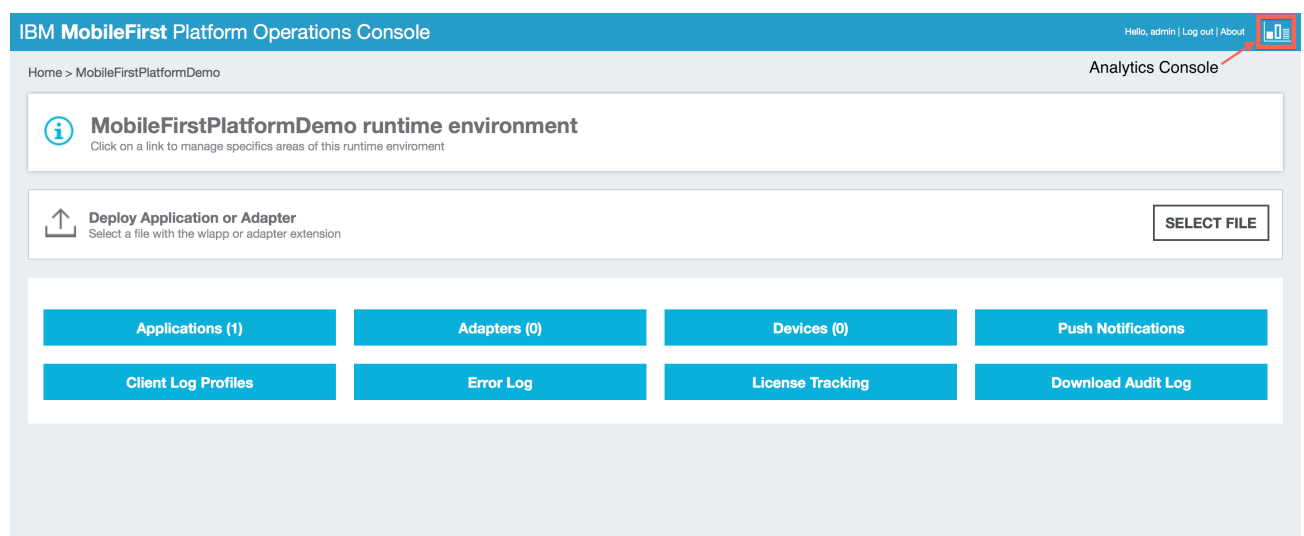 IBM MobileFirst Platform Operations Console
Hello, admin | Log out | About
Home > MobileFirstPlatformDemo
Analytics Console
MobileFirstPlatformDemo runtime environment
Click on a link to manage specifics areas of this runtime enviroment
Deploy Application or Adapter
Select a file with the wlapp or adapter extension
SELECT FILE
Applications (1)
Adapters (0)
Devices (0)
Push Notifications
Client Log Profiles
Error Log
License Tracking
Download Audit Log